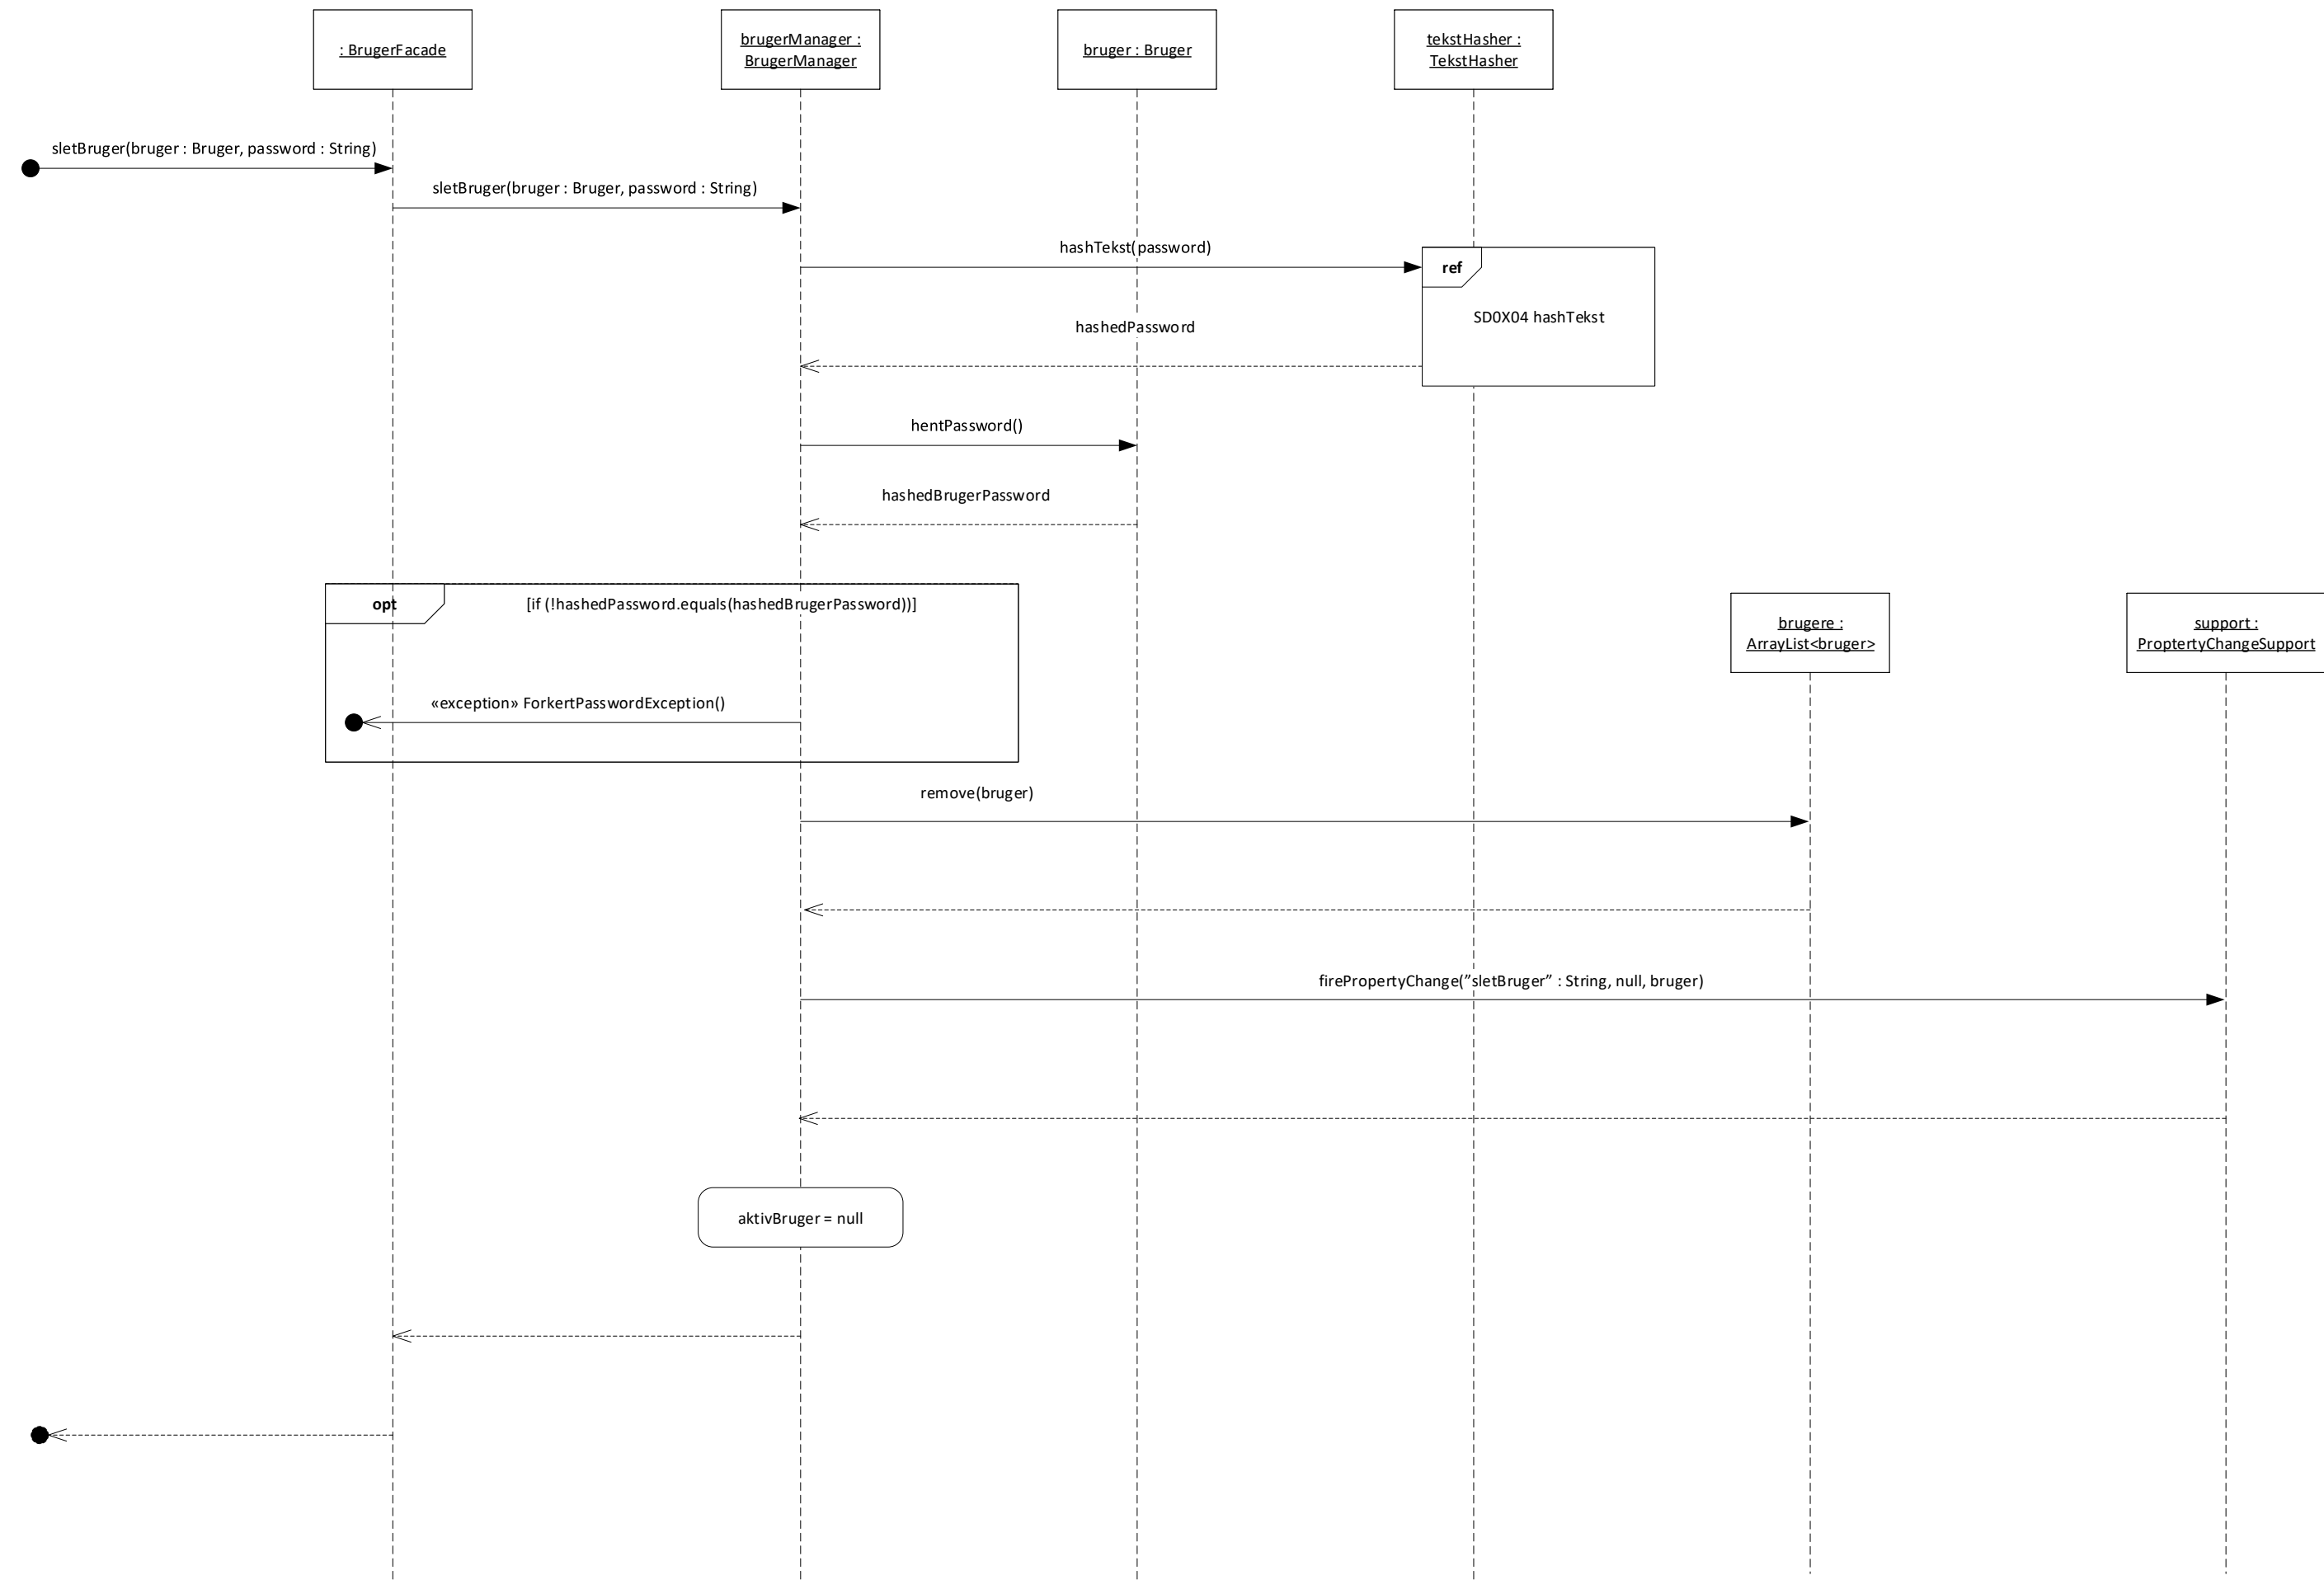 : BrugerFacade
brugerManager :
BrugerManager
bruger : Bruger
tekstHasher :
TekstHasher
sletBruger(bruger : Bruger, password : String)
sletBruger(bruger : Bruger, password : String)
hashTekst(password)
ref
SD0X04 hashTekst
hashedPassword
hentPassword()
hashedBrugerPassword
opt
[if (!hashedPassword.equals(hashedBrugerPassword))]
brugere :
ArrayList<bruger>
support :
ProptertyChangeSupport
«exception» ForkertPasswordException()
remove(bruger)
firePropertyChange(”sletBruger” : String, null, bruger)
aktivBruger = null